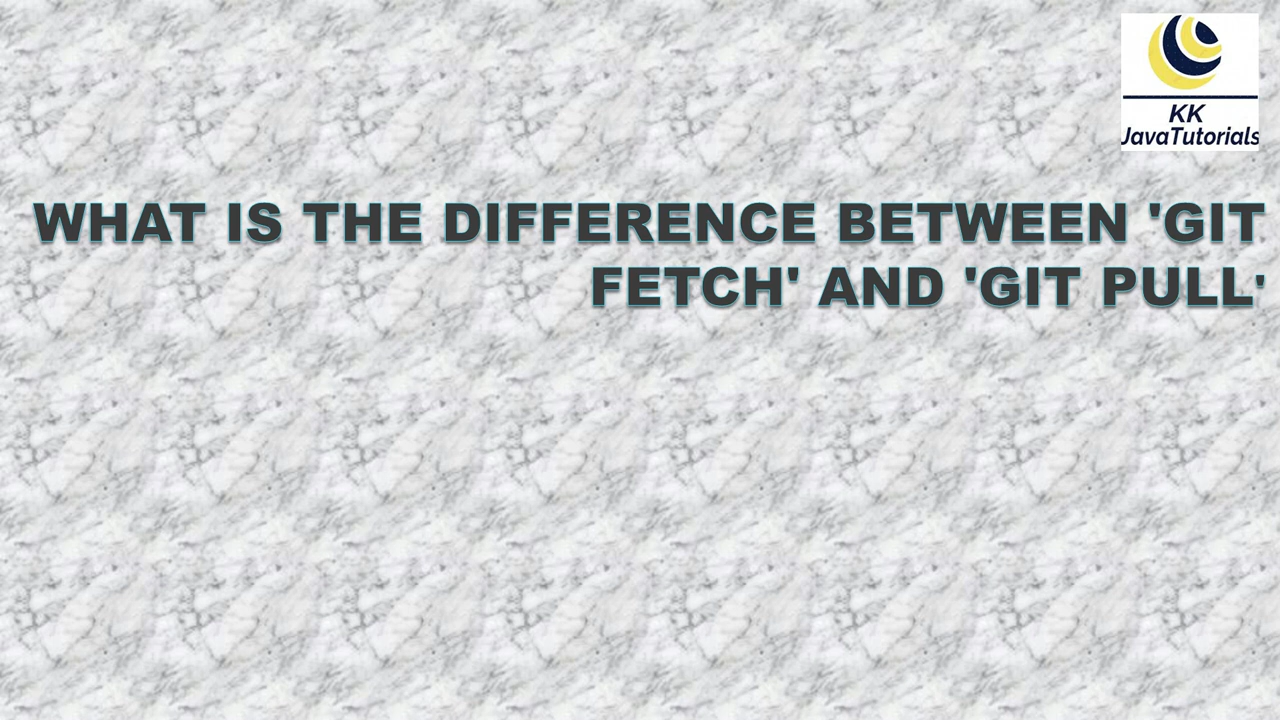 KK
JavaTutorials
WHAT IS THE DIFFERENCE BETWEEN 'GIT
FETCH' AND 'GIT PULL'